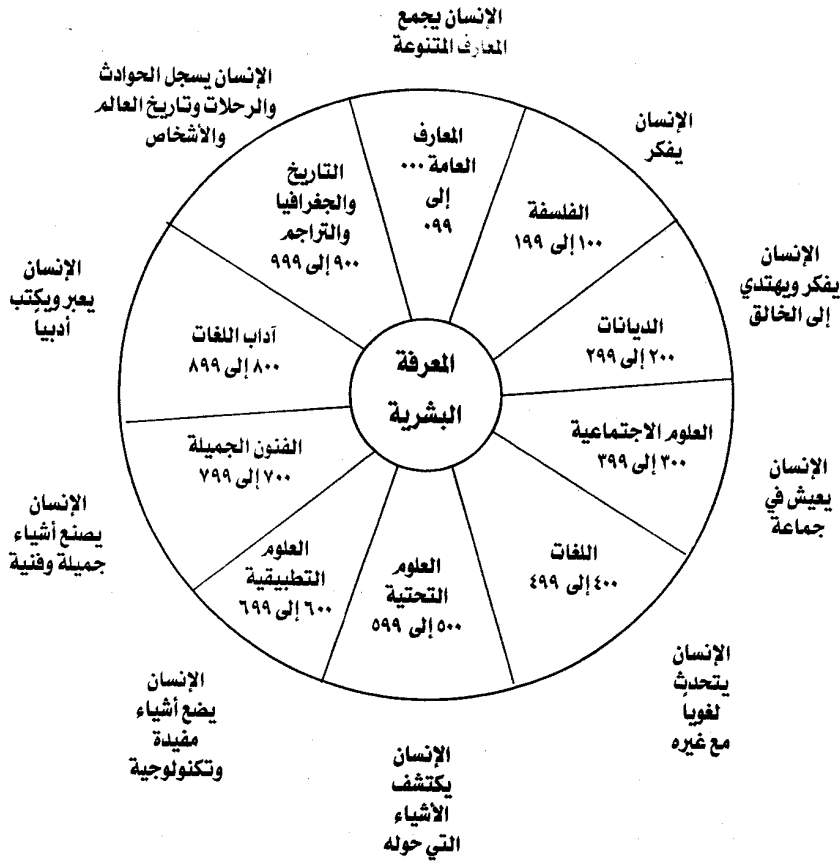 الإنسان يجمع
المعارف المتنوعة
الإنسان
يفكر
الإنسان
يفكر ويهتدي
إلى الخالق
الإنسان
يعيش في
جماعة
الإنسان
يتحدث
لغوياً
مع غيره
الإنسان
يكتشف
الأشياء
التي حوله
الإنسان
يضع أشياء
مفيدة
وتكنولوجية
الإنسان
يصنع أشياء
جميلة وفنية
الإنسان
يعبر ويكتب
أدبياً
الإنسان يسجل الحوادث
والرحلات وتاريخ العالم
والأشخاص
المعارف
العامة ٠٠٠
إلى
٠٩٩
الفلسفة
١٠٠ إلى ١٩٩
الديانات
٢٠٠ إلى ٢٩٩
العلوم الاجتماعية
٣٠٠ إلى ٣٩٩
اللغات
٤٠٠ إلى ٤٩٩
العلوم
التحتية
٥٠٠ إلى ٥٩٩
العلوم
التطبيقية
٦٠٠ إلى ٦٩٩
الفنون الجميلة
٧٠٠ إلى ٧٩٩
آداب اللغات
٨٠٠ إلى ٨٩٩
التاريخ
والجغرافيا
والتراجم
٩٠٠ إلى ٩٩٩
المعرفة
البشرية